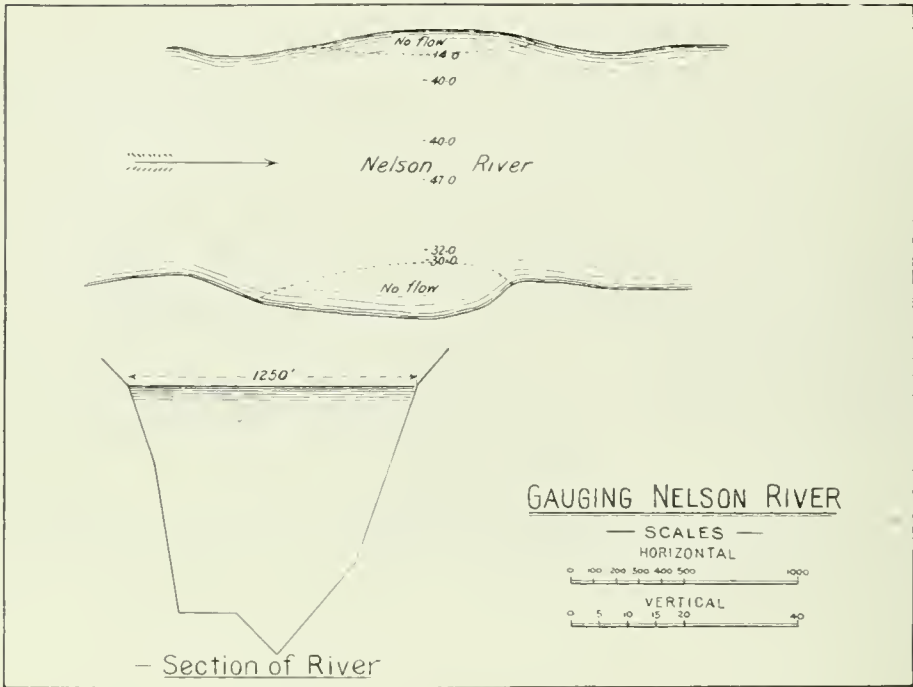 No flow
14.0
-40.0
-40.0
Nelson River
-47.0
-32.0
-30.0
No flow
1250'
GAUGING NELSON RIVER
— SCALES —
HORIZONTAL
0 100 200 300 400 500 1000
VERTICAL
0 5 10 15 20 40
- Section of River